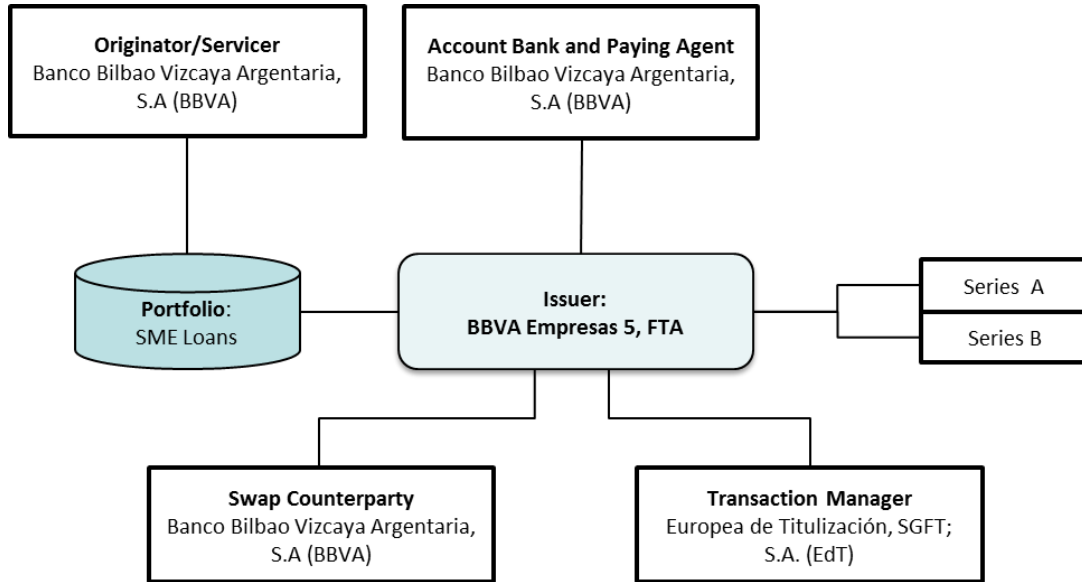 Originator/Servicer
Banco Bilbao Vizcaya Argentaria,
S.A (BBVA)
Account Bank and Paying Agent
Banco Bilbao Vizcaya Argentaria,
S.A (BBVA)
Portfolio:
SME Loans
Issuer:
BBVA Empresas 5, FTA
Series A
Series B
Swap Counterparty
Banco Bilbao Vizcaya Argentaria,
S.A (BBVA)
Transaction Manager
Europea de Titulización, SGFT;
S.A. (EdT)